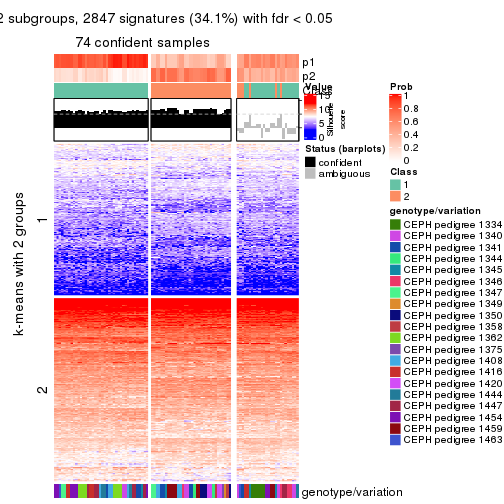 2 subgroups, 2847 signatures (34.1%) with fdr < 0.05
74 confident samples
p1
p2
Class
Value
15
10
5
0
Silhouette
score
Status (barplots)
confident
ambiguous
Prob
1
0.8
0.6
0.4
0.2
0
Class
1
2
genotype/variation
CEPH pedigree 1334
CEPH pedigree 1340
CEPH pedigree 1341
CEPH pedigree 1344
CEPH pedigree 1345
CEPH pedigree 1346
CEPH pedigree 1347
CEPH pedigree 1349
CEPH pedigree 1350
CEPH pedigree 1358
CEPH pedigree 1362
CEPH pedigree 1375
CEPH pedigree 1408
CEPH pedigree 1416
CEPH pedigree 1420
CEPH pedigree 1444
CEPH pedigree 1447
CEPH pedigree 1454
CEPH pedigree 1459
CEPH pedigree 1463
k-means with 2 groups
1
2
genotype/variation